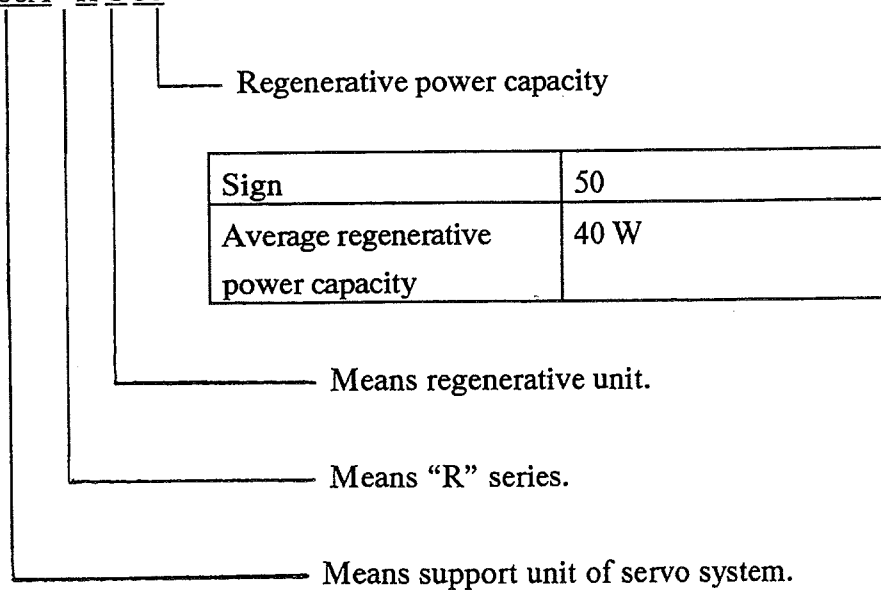 Regenerative power capacity
Sign 50
Average regenerative 40 W
power capacity
Means regenerative unit.
Means “R” series.
Means support unit of servo system.